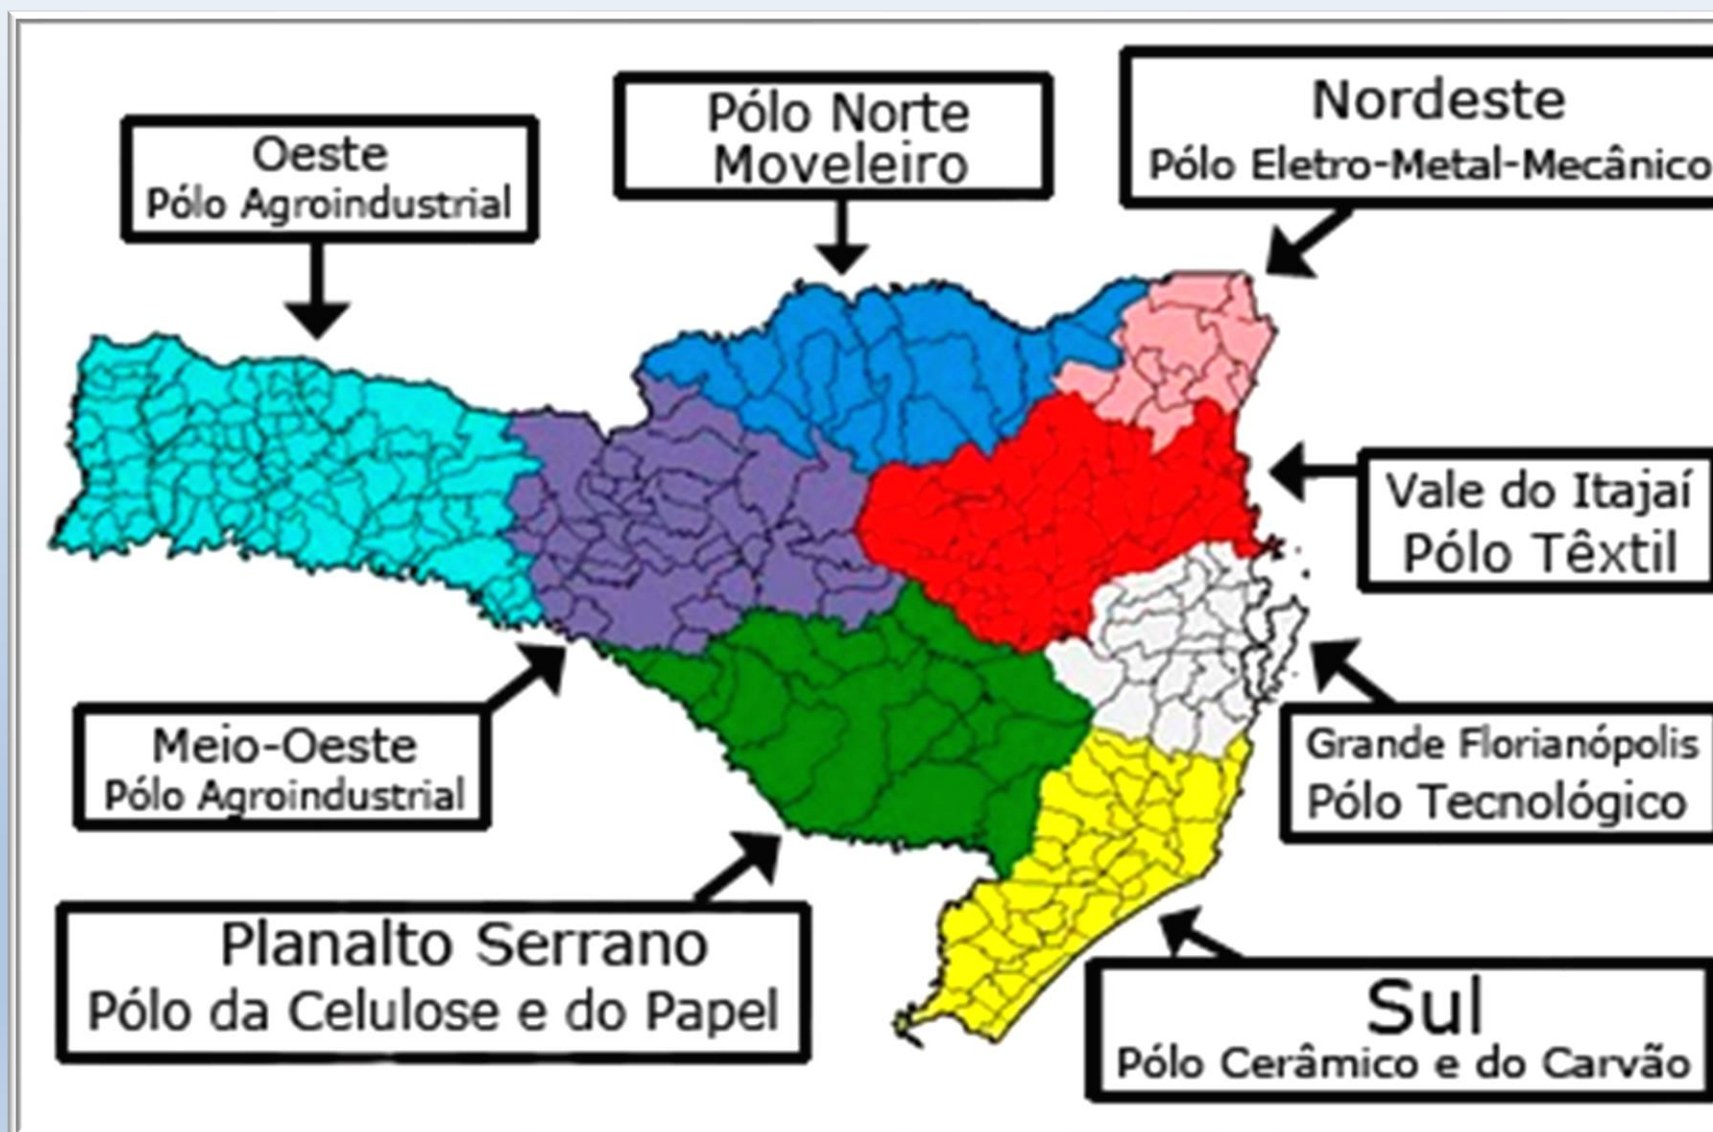 Oeste
Pólo Agroindustrial
Pólo Norte
Moveleiro
Nordeste
Pólo Eletro-Metal-Mecânico
Vale do Itajaí
Pólo Têxtil
Meio-Oeste
Pólo Agroindustrial
Grande Florianópolis
Pólo Tecnológico
Planalto Serrano
Pólo da Celulose e do Papel
Sul
Pólo Cerâmico e do Carvão